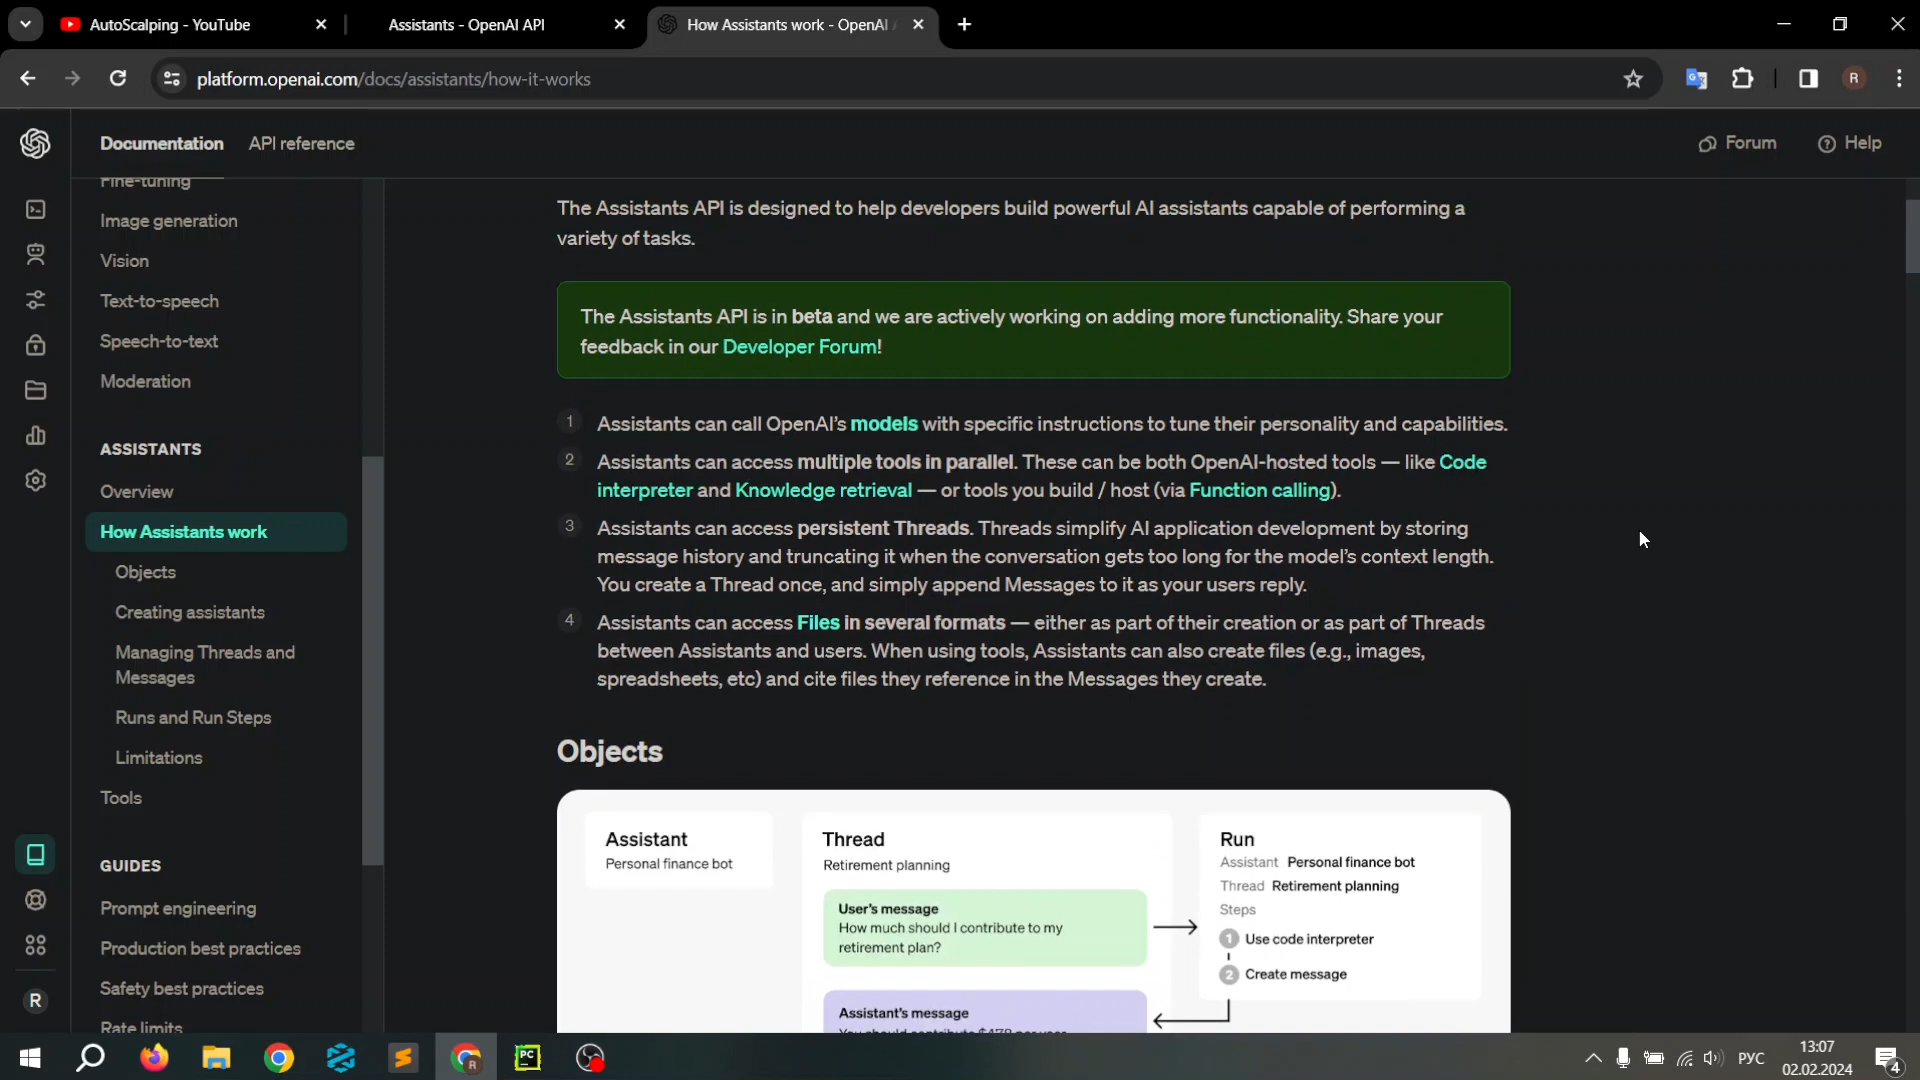 AutoScalping - YouTube
Assistants - OpenAI API
How Assistants work - OpenAI
platform.openai.com/docs/assistants/how-it-works
R
Documentation
API reference
Forum
Help
Fine-tuning
Image generation
Vision
Text-to-speech
Speech-to-text
Moderation
ASSISTANTS
Overview
How Assistants work
Objects
Creating assistants
Managing Threads and
Messages
Runs and Run Steps
Limitations
Tools
GUIDES
Prompt engineering
Production best practices
Safety best practices
Rate limits
R
The Assistants API is designed to help developers build powerful AI assistants capable of performing a
variety of tasks.
The Assistants API is in beta and we are actively working on adding more functionality. Share your
feedback in our Developer Forum!
1 Assistants can call OpenAI's models with specific instructions to tune their personality and capabilities.
2 Assistants can access multiple tools in parallel. These can be both OpenAI-hosted tools — like Code
interpreter and Knowledge retrieval — or tools you build / host (via Function calling).
3 Assistants can access persistent Threads. Threads simplify AI application development by storing
message history and truncating it when the conversation gets too long for the model's context length.
You create a Thread once, and simply append Messages to it as your users reply.
4 Assistants can access Files in several formats — either as part of their creation or as part of Threads
between Assistants and users. When using tools, Assistants can also create files (e.g., images,
spreadsheets, etc) and cite files they reference in the Messages they create.
Objects
Assistant
Personal finance bot
Thread
Retirement planning
User's message
How much should I contribute to my
retirement plan?
Assistant's message
You should contribute $478 per year
Run
Assistant Personal finance bot
Thread Retirement planning
Steps
1 Use code interpreter
2 Create message
PC
R
РУС
13:07
02.02.2024
4